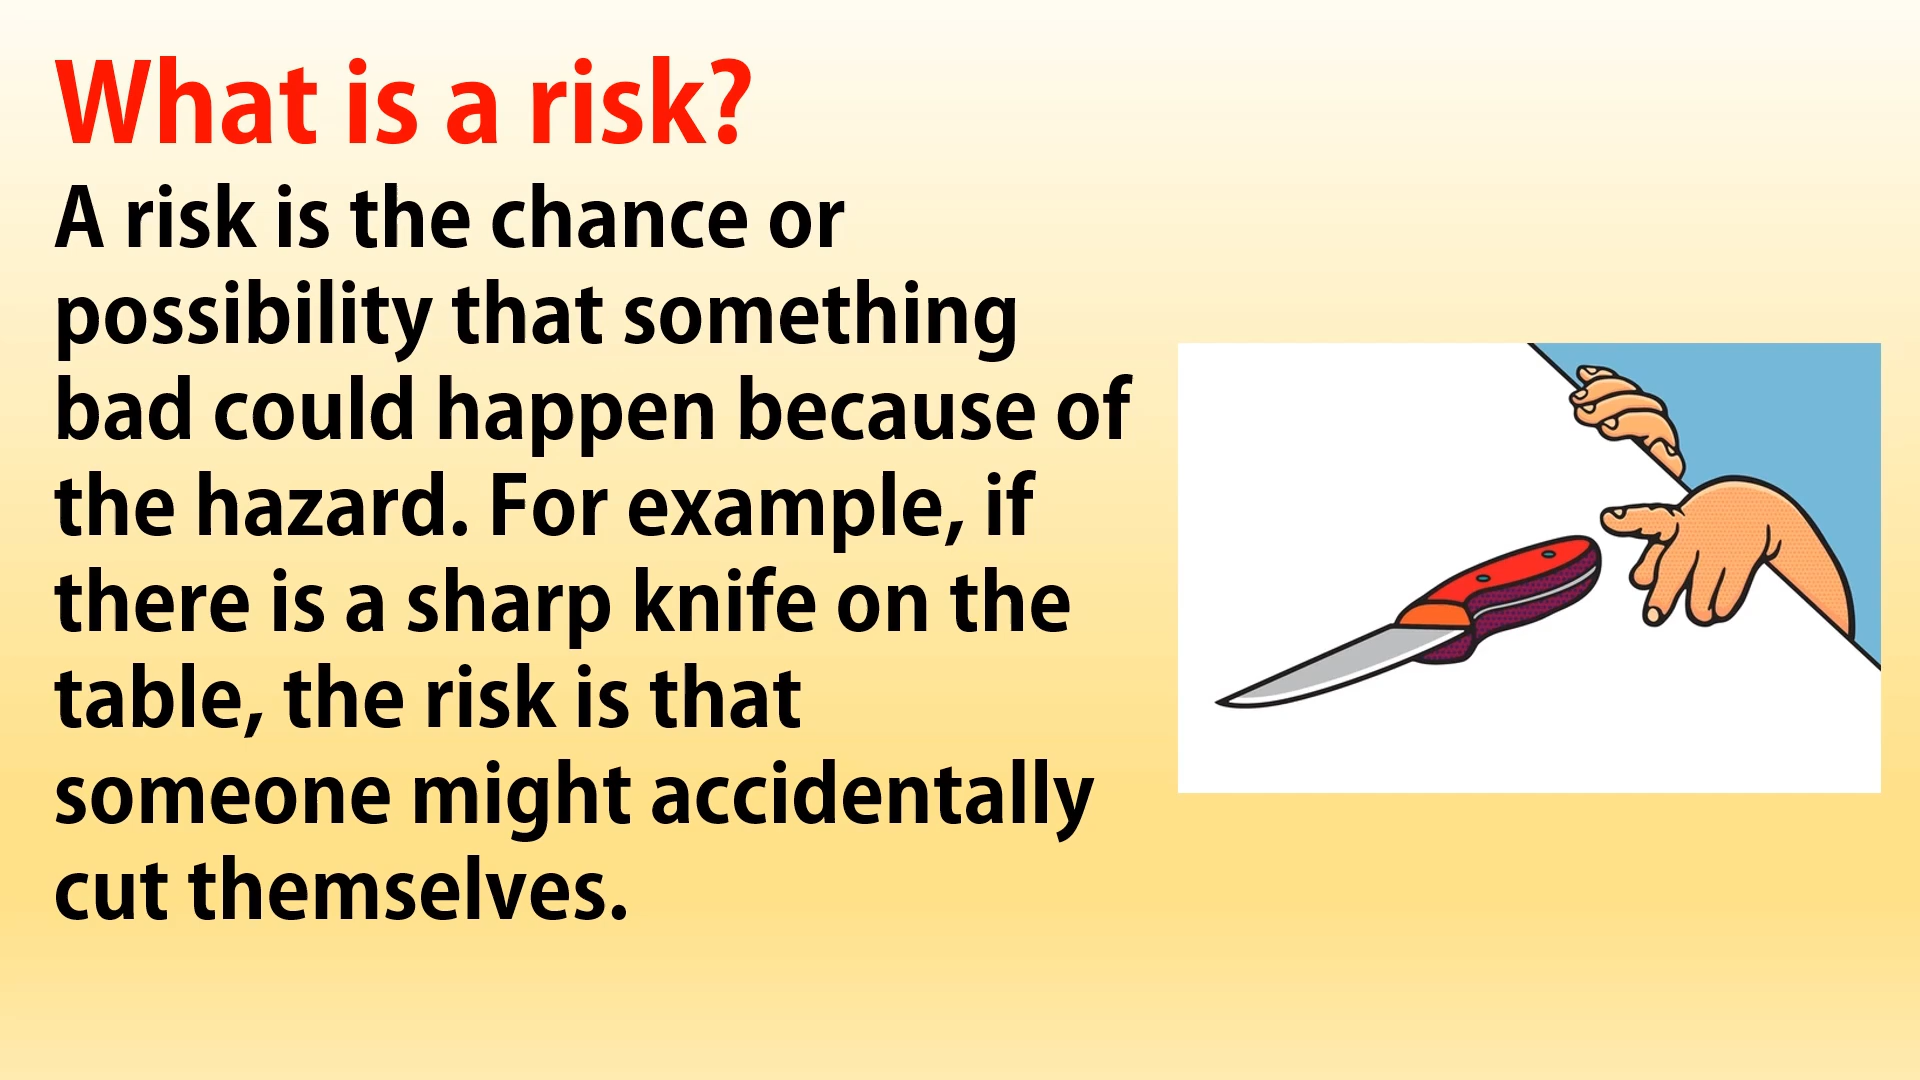 What is a risk?
A risk is the chance or
possibility that something
bad could happen because of
the hazard. For example, if
there is a sharp knife on the
table, the risk is that
someone might accidentally
cut themselves.